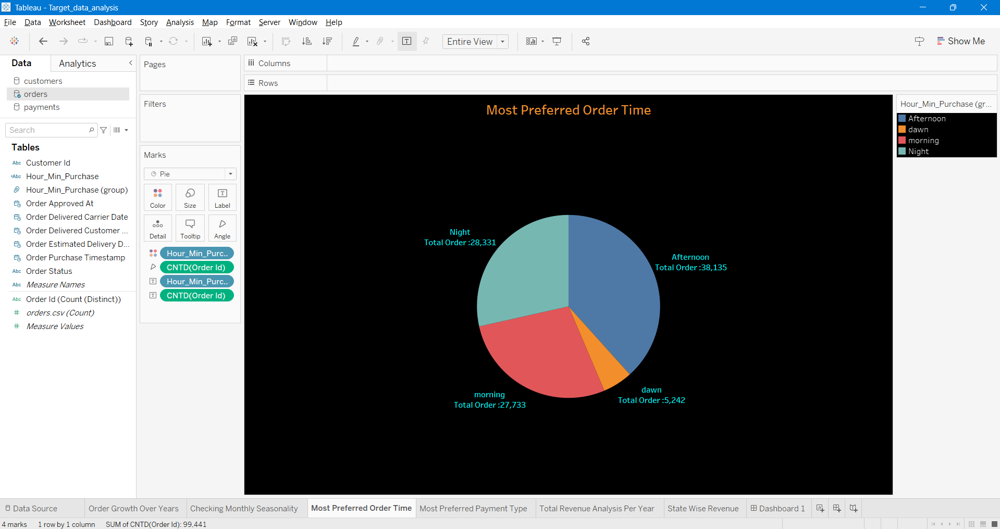 Tableau - Target_data_analysis
File Data Worksheet Dashboard Story Analysis Map Format Server Window Help
Entire View
Show Me
Data
Analytics
customers
orders
payments
Search
Tables
Abc Customer Id
=Abc Hour_Min_Purchase
Hour_Min_Purchase (group)
Order Approved At
Order Delivered Carrier Date
Order Delivered Customer ...
Order Estimated Delivery D...
Order Purchase Timestamp
Abc Order Status
Abc Measure Names
Abc Order Id (Count (Distinct))
# orders.csv (Count)
# Measure Values
Pages
Filters
Marks
Pie
Color Size Label
Detail Tooltip Angle
Hour_Min_Purc..
CNTD(Order Id)
Hour_Min_Purc..
CNTD(Order Id)
Columns
Rows
Most Preferred Order Time
Night
Total Order :28,331
Afternoon
Total Order :38,135
morning
Total Order :27,733
dawn
Total Order :5,242
Hour_Min_Purchase (gr...
Afternoon
dawn
morning
Night
Data Source
Order Growth Over Years
Checking Monthly Seasonality
Most Preferred Order Time
Most Preferred Payment Type
Total Revenue Analysis Per Year
State Wise Revenue
Dashboard 1
4 marks 1 row by 1 column SUM of CNTD(Order Id): 99,441